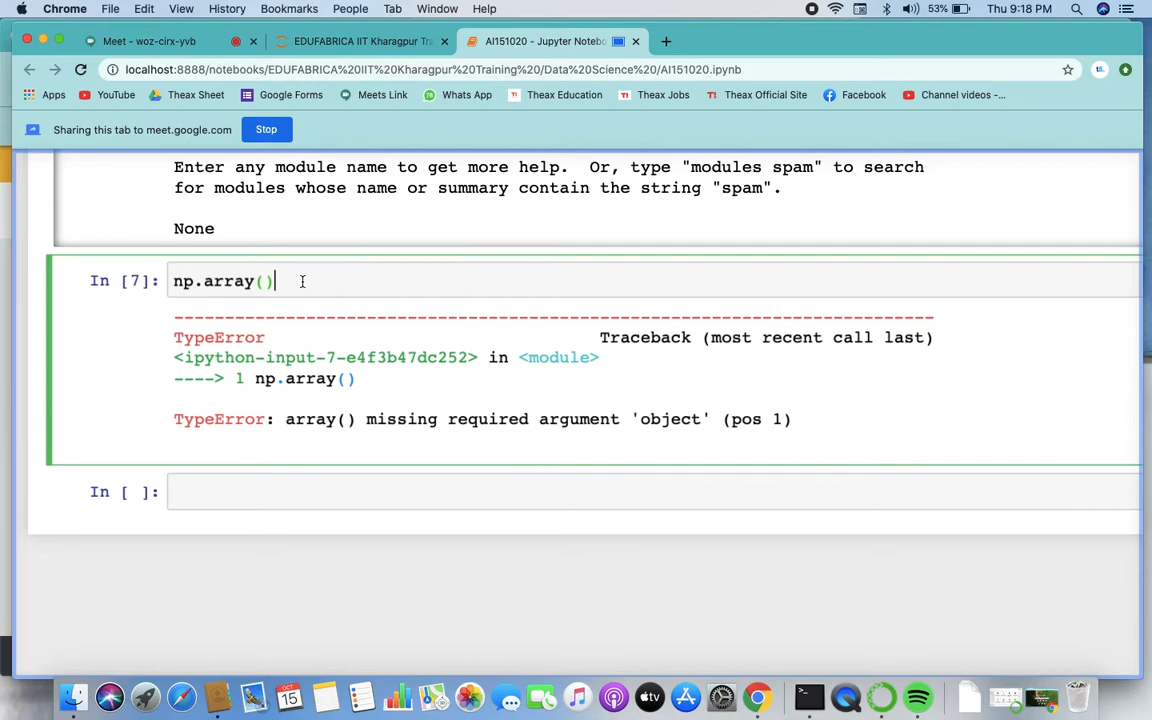 Chrome File Edit View History Bookmarks People Tab Window Help 53% Thu 9:18 PM
Meet - woz-cirx-yvb
EDUFABRICA IIT Kharagpur Tra
AI151020 - Jupyter Notebo
localhost:8888/notebooks/EDUFABRICA%20IIT%20Kharagpur%20Training%20/Data%20Science%20/AI151020.ipynb
Apps YouTube Theax Sheet Google Forms Meets Link Whats App Theax Education Theax Jobs Theax Official Site Facebook Channel videos -...
Sharing this tab to meet.google.com Stop
Enter any module name to get more help.  Or, type "modules spam" to search
for modules whose name or summary contain the string "spam".
None
In [7]: np.array()
---------------------------------------------------------------------------
TypeError                                 Traceback (most recent call last)
<ipython-input-7-e4f3b47dc252> in <module>
----> 1 np.array()
TypeError: array() missing required argument 'object' (pos 1)
In [ ]:
OCT
15
tv